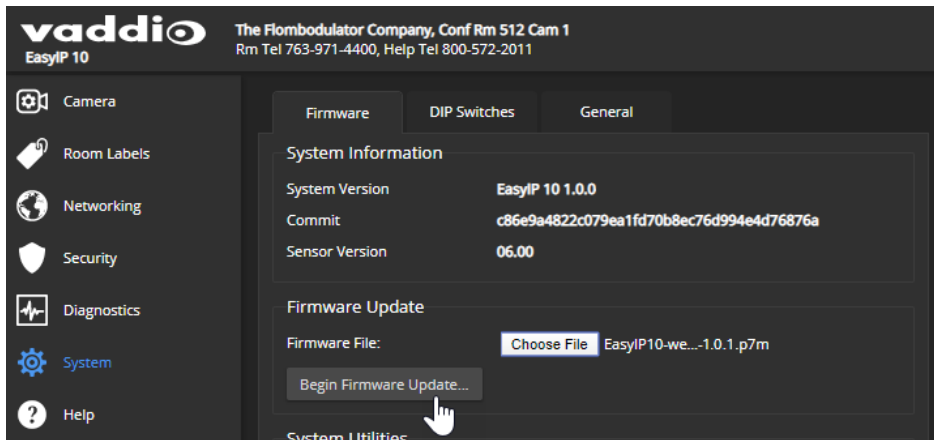 vaddio
EasyIP 10
The Flombodulator Company, Conf Rm 512 Cam 1
Rm Tel 763-971-4400, Help Tel 800-572-2011
Camera
Room Labels
Networking
Security
Diagnostics
System
? Help
Firmware
DIP Switches
General
System Information
System Version EasyIP 10 1.0.0
Commit c86e9a4822c079ea1fd70b8ec76d994e4d76876a
Sensor Version 06.00
Firmware Update
Firmware File: Choose File EasyIP10-we...-1.0.1.p7m
Begin Firmware Update...
System Utilities